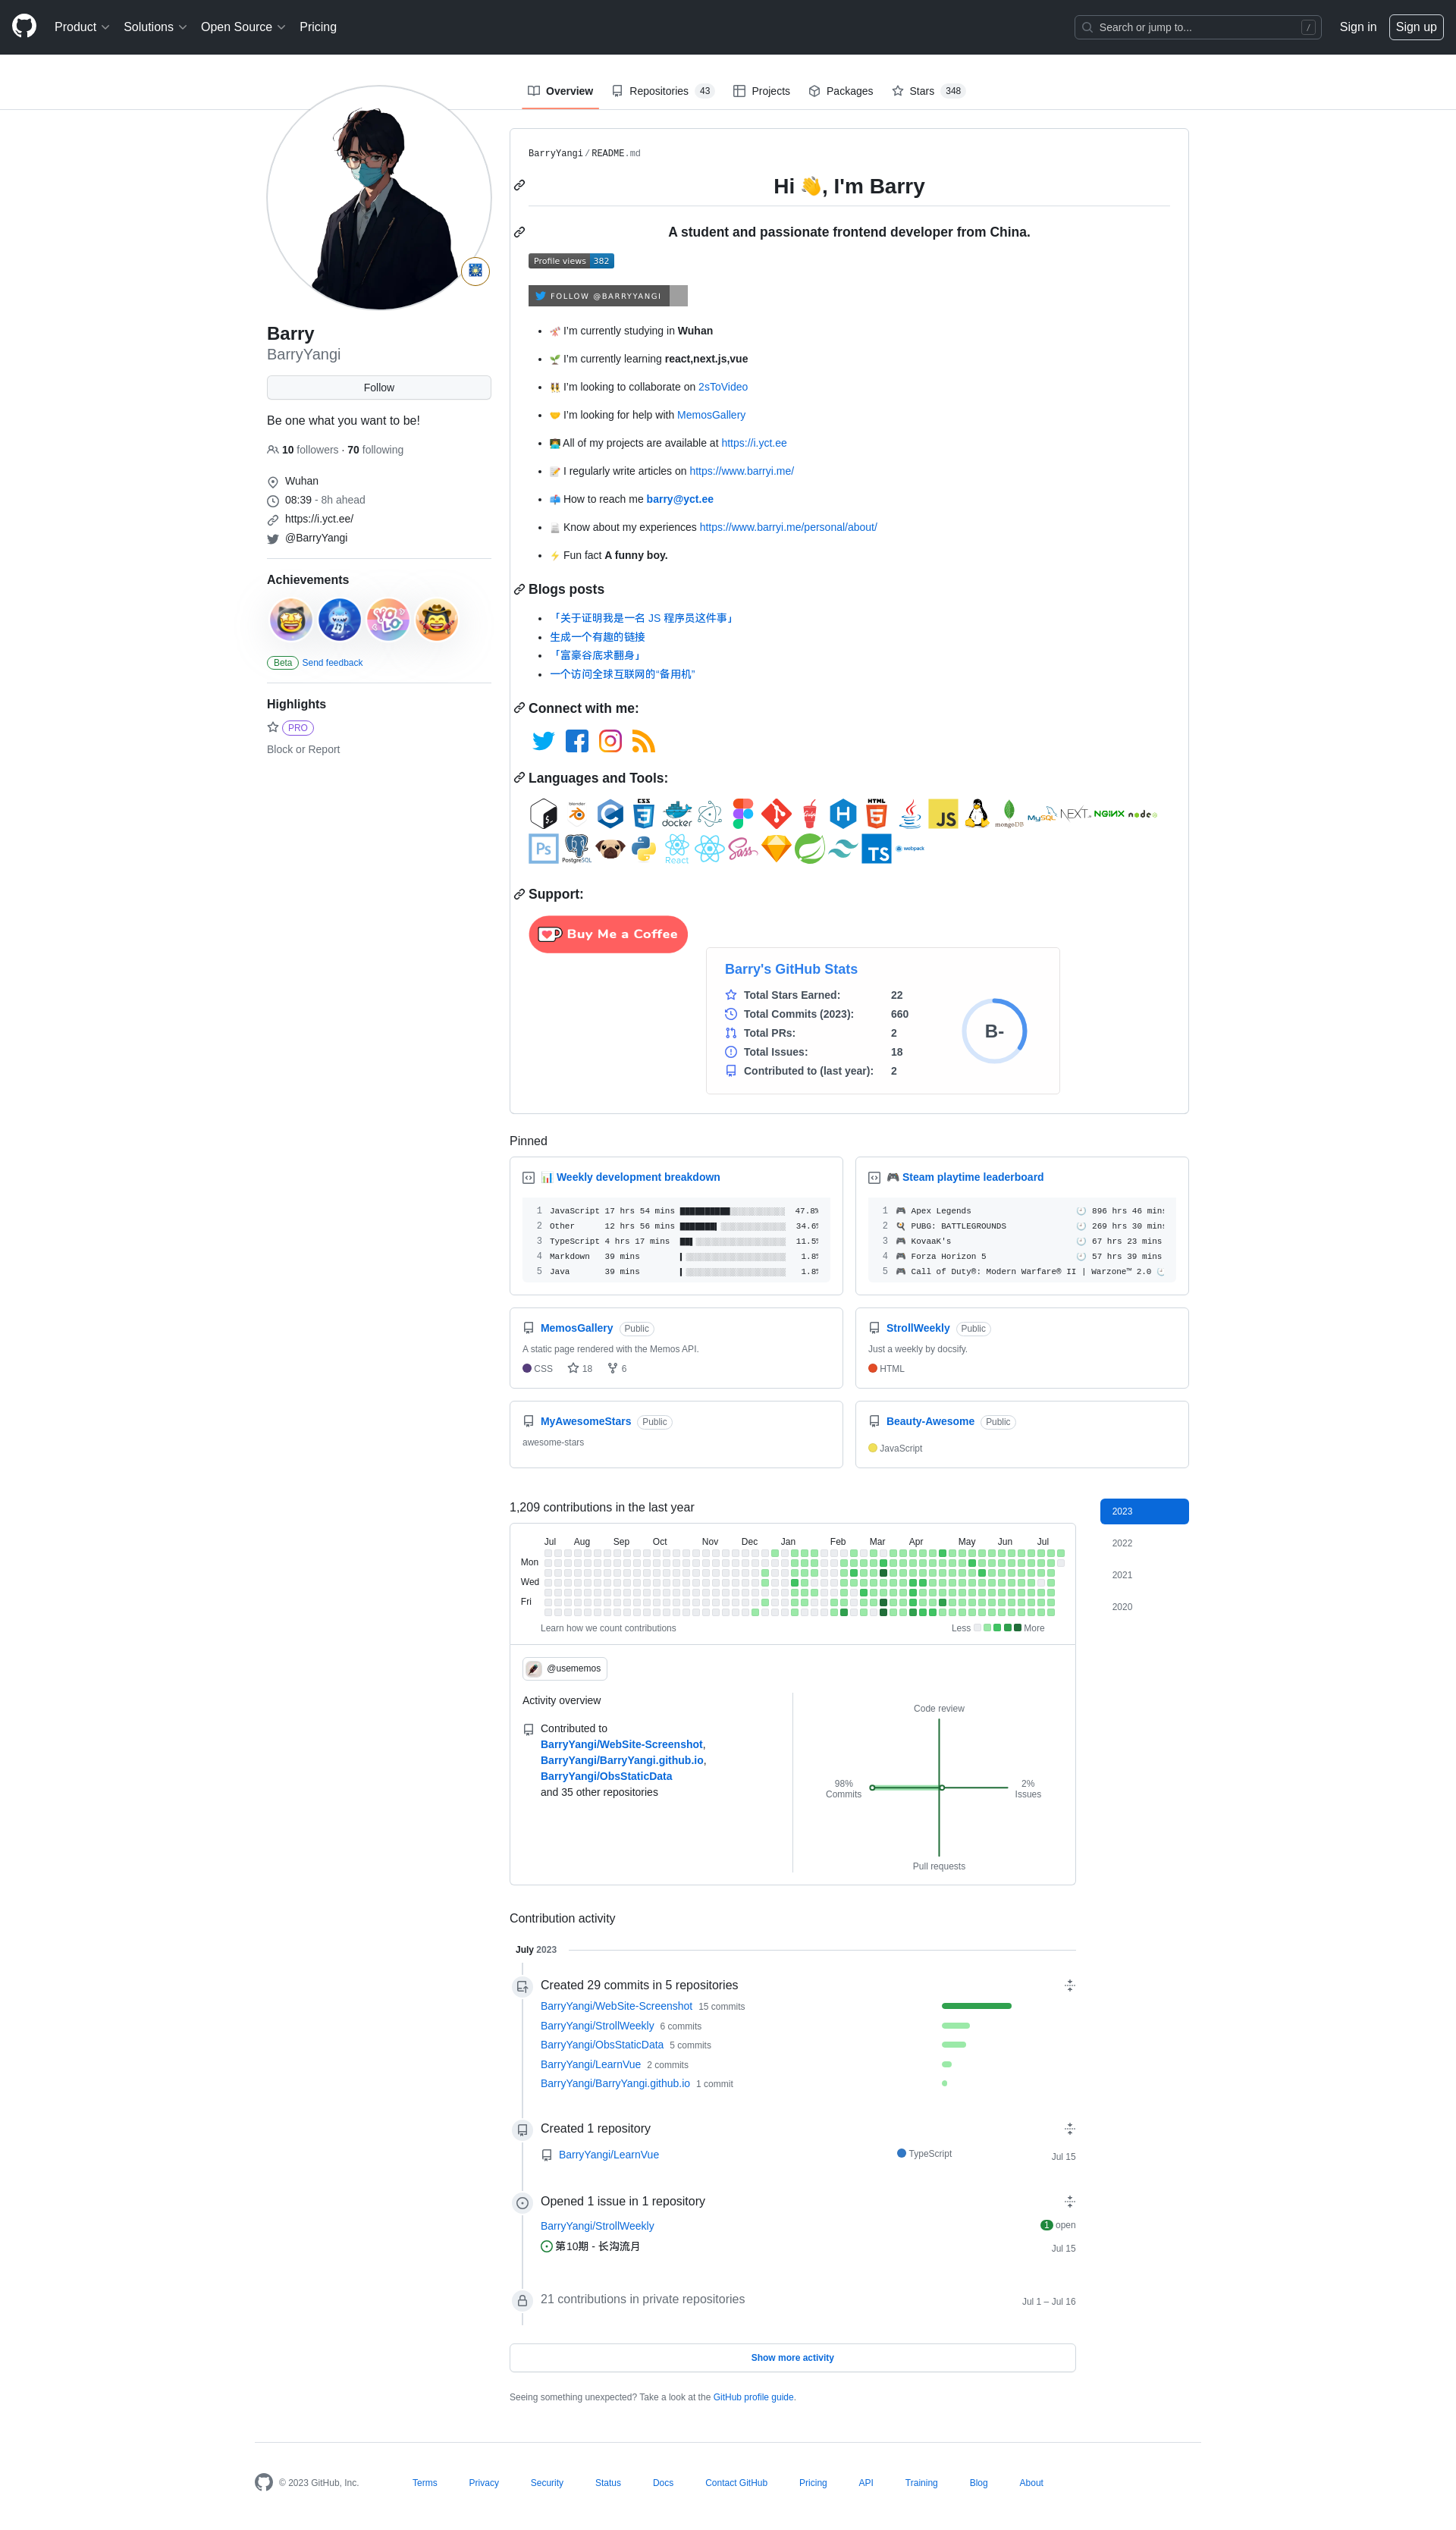 Product Solutions Open Source Pricing Search or jump to... / Sign in Sign up
Overview Repositories 43 Projects Packages Stars 348
BarryYangi/README.md
Hi 👋, I'm Barry
A student and passionate frontend developer from China.
Profile views 382
FOLLOW @BARRYYANGI
I'm currently studying in Wuhan
I'm currently learning react,next.js,vue
I'm looking to collaborate on 2sToVideo
I'm looking for help with MemosGallery
All of my projects are available at https://i.yct.ee
I regularly write articles on https://www.barryi.me/
How to reach me barry@yct.ee
Know about my experiences https://www.barryi.me/personal/about/
Fun fact A funny boy.
Barry
BarryYangi
Follow
Be one what you want to be!
10 followers · 70 following
Wuhan
08:39 - 8h ahead
https://i.yct.ee/
@BarryYangi
Achievements
YOLO
Beta Send feedback
Highlights
PRO
Block or Report
Blogs posts
「关于证明我是一名 JS 程序员这件事」
生成一个有趣的链接
「富豪谷底求翻身」
一个访问全球互联网的“备用机”
Connect with me:
Languages and Tools:
CSS docker HTML JS mongoDB MySQL NEXT NGINX node
Ps PostgreSQL React Sass TS webpack
Support:
Buy Me a Coffee
Barry's GitHub Stats
Total Stars Earned: 22
Total Commits (2023): 660
Total PRs: 2
Total Issues: 18
Contributed to (last year): 2
B-
Pinned
📊 Weekly development breakdown
1 JavaScript 17 hrs 54 mins 47.8%
2 Other 12 hrs 56 mins 34.6%
3 TypeScript 4 hrs 17 mins 11.5%
4 Markdown 39 mins 1.8%
5 Java 39 mins 1.8%
🎮 Steam playtime leaderboard
1 🎮 Apex Legends 🕘 896 hrs 46 mins
2 🍳 PUBG: BATTLEGROUNDS 🕘 269 hrs 30 mins
3 🎮 KovaaK's 🕘 67 hrs 23 mins
4 🎮 Forza Horizon 5 🕘 57 hrs 39 mins
5 🎮 Call of Duty®: Modern Warfare® II | Warzone™ 2.0 🕘
MemosGallery Public
A static page rendered with the Memos API.
CSS 18 6
StrollWeekly Public
Just a weekly by docsify.
HTML
MyAwesomeStars Public
awesome-stars
Beauty-Awesome Public
JavaScript
1,209 contributions in the last year
2023
2022
2021
2020
Jul Aug Sep Oct Nov Dec Jan Feb Mar Apr May Jun Jul
Mon
Wed
Fri
Learn how we count contributions Less More
@usememos
Activity overview
Contributed to
BarryYangi/WebSite-Screenshot,
BarryYangi/BarryYangi.github.io,
BarryYangi/ObsStaticData
and 35 other repositories
Code review
98%
Commits
2%
Issues
Pull requests
Contribution activity
July 2023
Created 29 commits in 5 repositories
BarryYangi/WebSite-Screenshot 15 commits
BarryYangi/StrollWeekly 6 commits
BarryYangi/ObsStaticData 5 commits
BarryYangi/LearnVue 2 commits
BarryYangi/BarryYangi.github.io 1 commit
Created 1 repository
BarryYangi/LearnVue TypeScript Jul 15
Opened 1 issue in 1 repository
BarryYangi/StrollWeekly 1 open
第10期 - 长沟流月 Jul 15
21 contributions in private repositories Jul 1 – Jul 16
Show more activity
Seeing something unexpected? Take a look at the GitHub profile guide.
© 2023 GitHub, Inc. Terms Privacy Security Status Docs Contact GitHub Pricing API Training Blog About